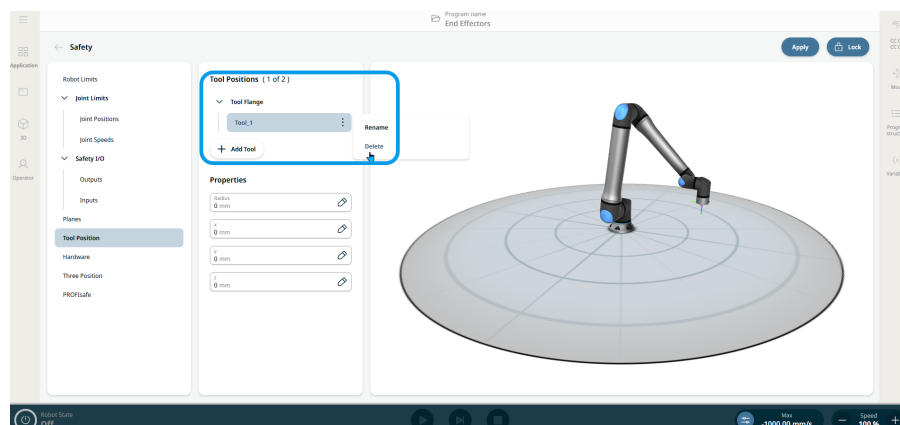 Program name
End Effectors
Safety
Apply
Lock
Application
3D
Operator
Robot Limits
Joint Limits
Joint Positions
Joint Speeds
Safety I/O
Outputs
Inputs
Planes
Tool Position
Hardware
Three Position
PROFIsafe
Tool Positions ( 1 of 2 )
Tool Flange
Tool_1
Add Tool
Rename
Delete
Properties
Radius
0 mm
X
0 mm
Y
0 mm
Z
0 mm
Robot State
Off
Max
-1000.00 mm/s
Speed
100 %